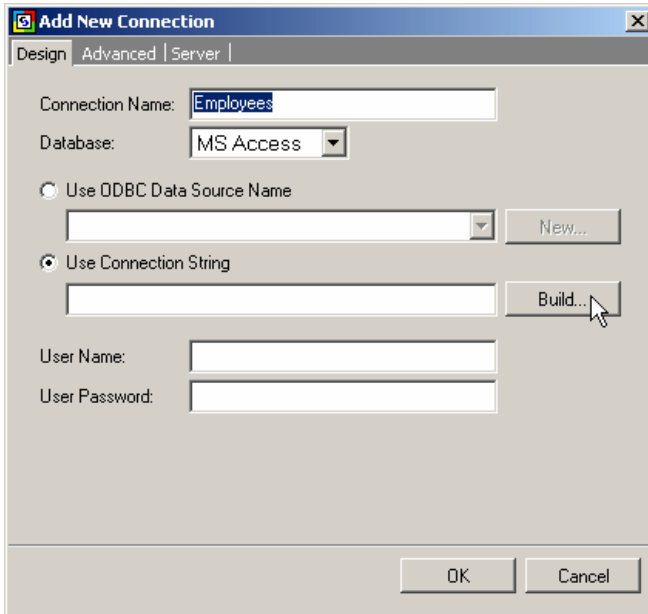 Add New Connection
Design Advanced Server
Connection Name: Employees
Database: MS Access
Use ODBC Data Source Name
New...
Use Connection String
Build...
User Name:
User Password:
OK Cancel